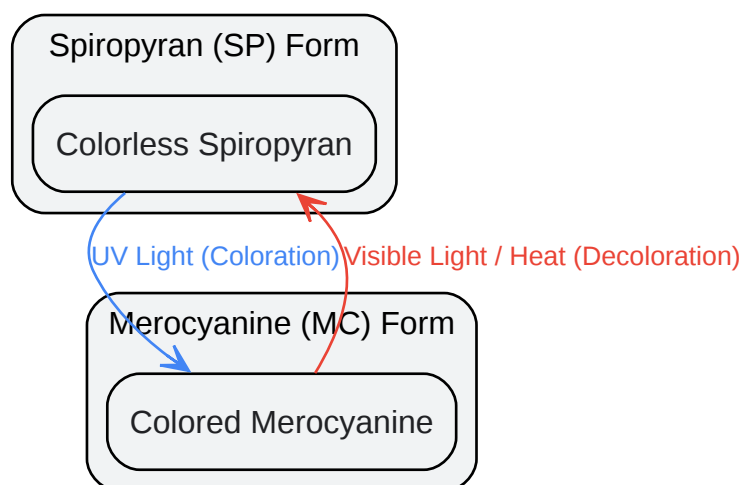 Spiropyran (SP) Form
Colorless Spiropyran
UV Light (Coloration)
Visible Light / Heat (Decoloration)
Merocyanine (MC) Form
Colored Merocyanine